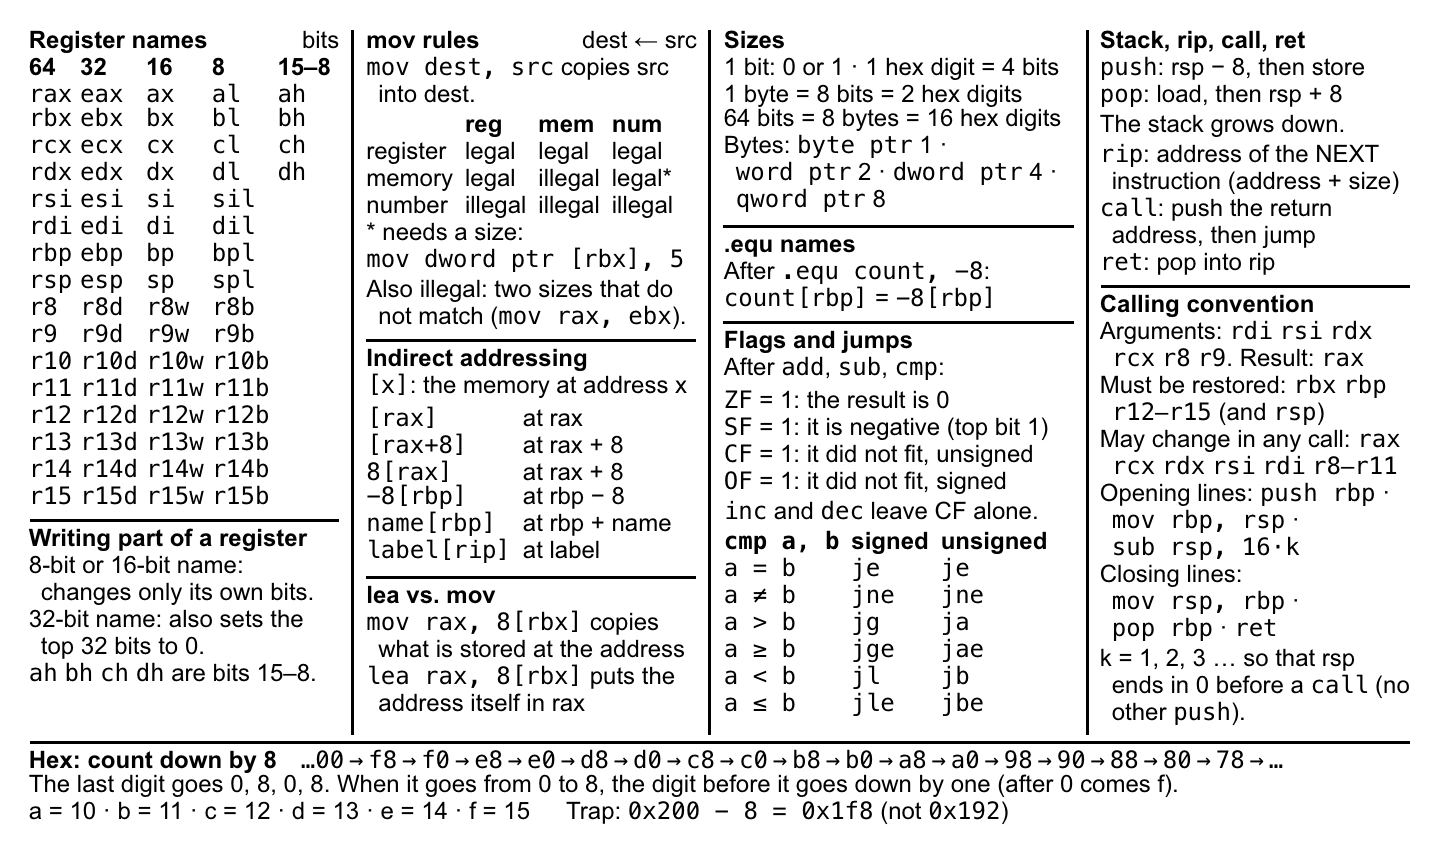 Register names bits
64 32 16 8 15–8
rax eax ax al ah
rbx ebx bx bl bh
rcx ecx cx cl ch
rdx edx dx dl dh
rsi esi si sil
rdi edi di dil
rbp ebp bp bpl
rsp esp sp spl
r8 r8d r8w r8b
r9 r9d r9w r9b
r10 r10d r10w r10b
r11 r11d r11w r11b
r12 r12d r12w r12b
r13 r13d r13w r13b
r14 r14d r14w r14b
r15 r15d r15w r15b
Writing part of a register
8-bit or 16-bit name:
changes only its own bits.
32-bit name: also sets the
top 32 bits to 0.
ah bh ch dh are bits 15–8.
mov rules dest ← src
mov dest, src copies src
into dest.
reg mem num
register legal legal legal
memory legal illegal legal*
number illegal illegal illegal
* needs a size:
mov dword ptr [rbx], 5
Also illegal: two sizes that do
not match (mov rax, ebx).
Indirect addressing
[x]: the memory at address x
[rax] at rax
[rax+8] at rax + 8
8[rax] at rax + 8
−8[rbp] at rbp − 8
name[rbp] at rbp + name
label[rip] at label
lea vs. mov
mov rax, 8[rbx] copies
what is stored at the address
lea rax, 8[rbx] puts the
address itself in rax
Sizes
1 bit: 0 or 1 · 1 hex digit = 4 bits
1 byte = 8 bits = 2 hex digits
64 bits = 8 bytes = 16 hex digits
Bytes: byte ptr 1 ·
word ptr 2 · dword ptr 4 ·
qword ptr 8
.equ names
After .equ count, −8:
count[rbp] = −8[rbp]
Flags and jumps
After add, sub, cmp:
ZF = 1: the result is 0
SF = 1: it is negative (top bit 1)
CF = 1: it did not fit, unsigned
OF = 1: it did not fit, signed
inc and dec leave CF alone.
cmp a, b signed unsigned
a = b je je
a ≠ b jne jne
a > b jg ja
a ≥ b jge jae
a < b jl jb
a ≤ b jle jbe
Stack, rip, call, ret
push: rsp − 8, then store
pop: load, then rsp + 8
The stack grows down.
rip: address of the NEXT
instruction (address + size)
call: push the return
address, then jump
ret: pop into rip
Calling convention
Arguments: rdi rsi rdx
rcx r8 r9. Result: rax
Must be restored: rbx rbp
r12–r15 (and rsp)
May change in any call: rax
rcx rdx rsi rdi r8–r11
Opening lines: push rbp ·
mov rbp, rsp ·
sub rsp, 16·k
Closing lines:
mov rsp, rbp ·
pop rbp · ret
k = 1, 2, 3 … so that rsp
ends in 0 before a call (no
other push).
Hex: count down by 8 …00→f8→f0→e8→e0→d8→d0→c8→c0→b8→b0→a8→a0→98→90→88→80→78→…
The last digit goes 0, 8, 0, 8. When it goes from 0 to 8, the digit before it goes down by one (after 0 comes f).
a = 10 · b = 11 · c = 12 · d = 13 · e = 14 · f = 15 Trap: 0x200 − 8 = 0x1f8 (not 0x192)